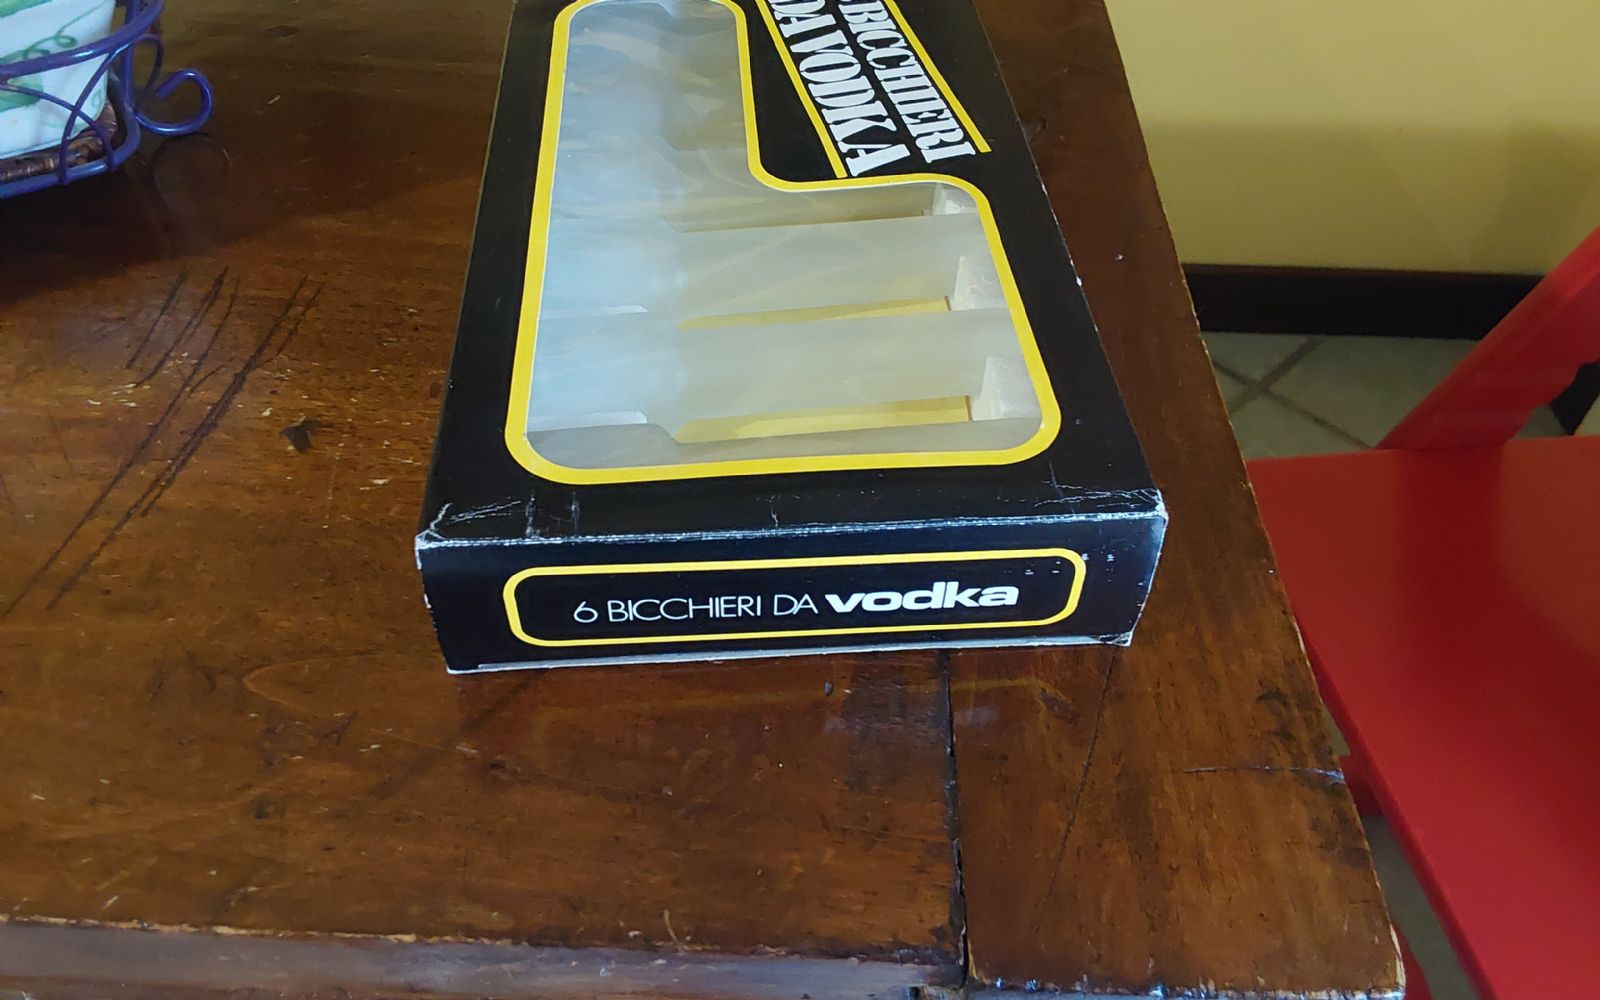 BICCHIERI
DA VODKA
6 BICCHIERI DA vodka